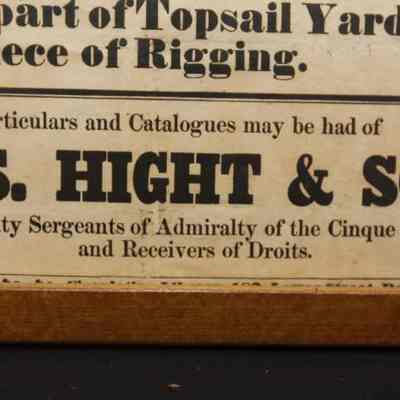 part of Topsail Yard
iece of Rigging.
rticulars and Catalogues may be had of
S. HIGHT & S
ty Sergeants of Admiralty of the Cinque
and Receivers of Droits.